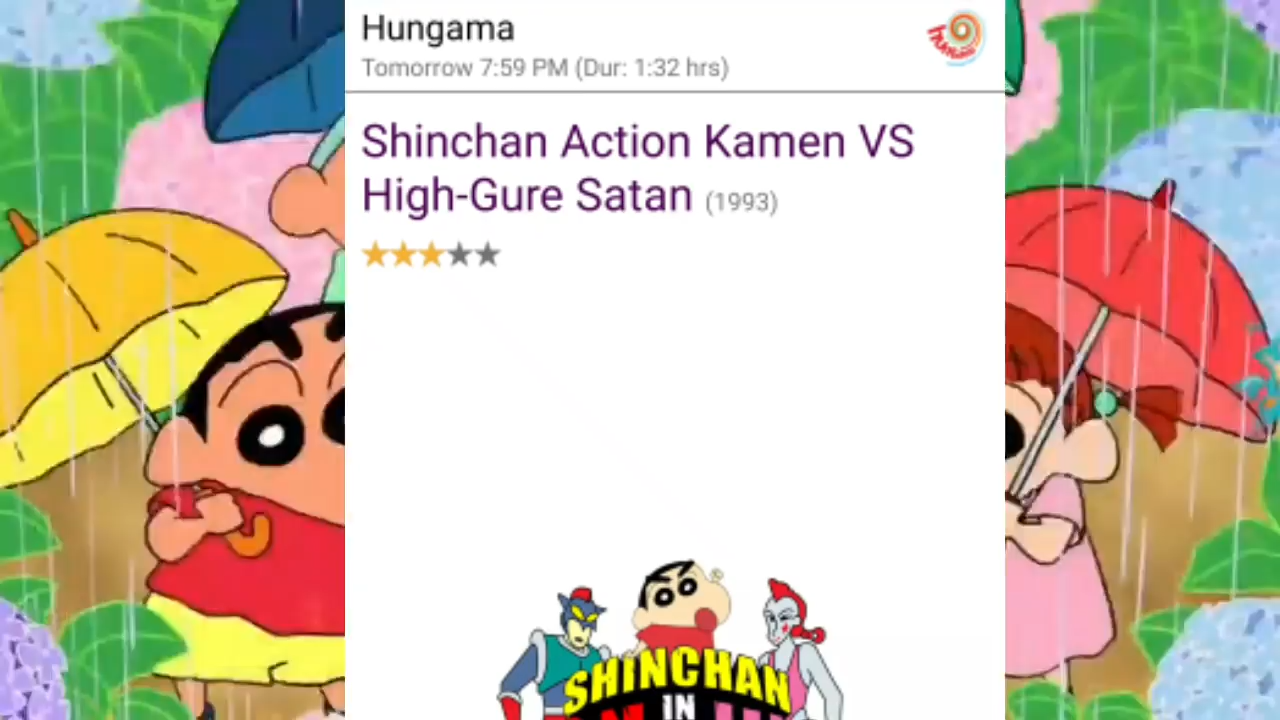 Hungama
Tomorrow 7:59 PM (Dur: 1:32 hrs)
hungama
Shinchan Action Kamen VS
High-Gure Satan (1993)
SHINCHAN
IN